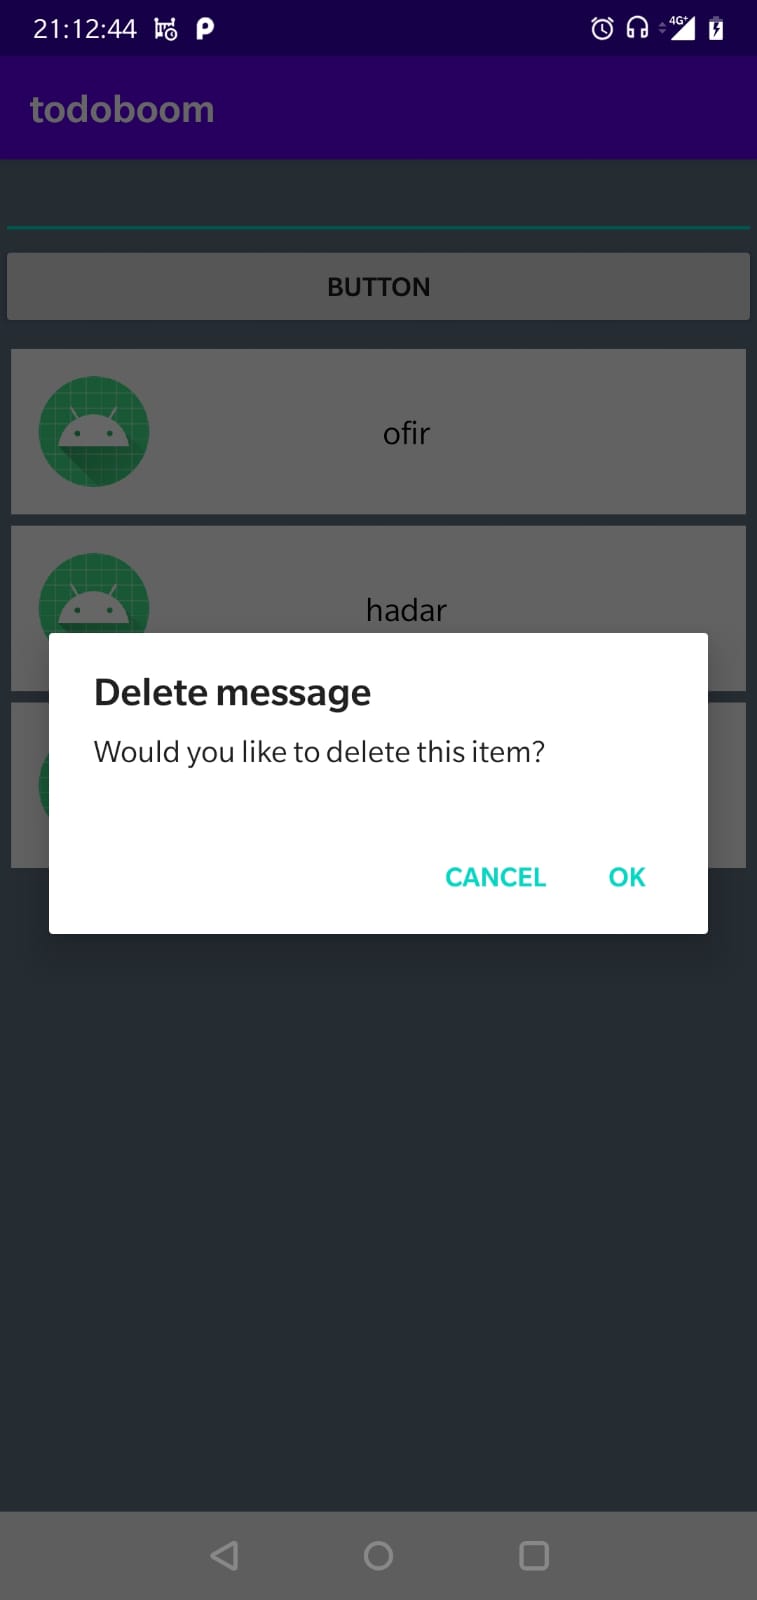 21:12:44 4G+
todoboom
BUTTON
ofir
hadar
Delete message
Would you like to delete this item?
CANCEL OK